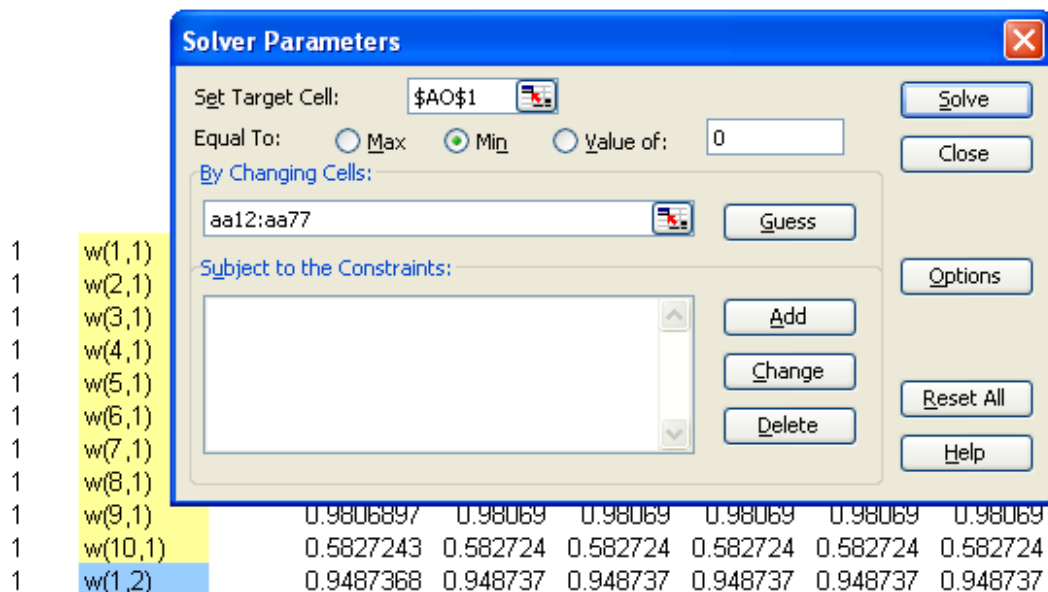 Solver Parameters
Set Target Cell: $AO$1 Solve
Equal To: Max Min Value of: 0 Close
By Changing Cells:
aa12:aa77 Guess
1 w(1,1) Subject to the Constraints: Options
1 w(2,1)
1 w(3,1) Add
1 w(4,1)
1 w(5,1) Change
1 w(6,1) Reset All
1 w(7,1) Delete Help
1 w(8,1)
1 w(9,1) 0.9806897 0.98069 0.98069 0.98069 0.98069 0.98069
1 w(10,1) 0.5827243 0.582724 0.582724 0.582724 0.582724 0.582724
1 w(1,2) 0.9487368 0.948737 0.948737 0.948737 0.948737 0.948737